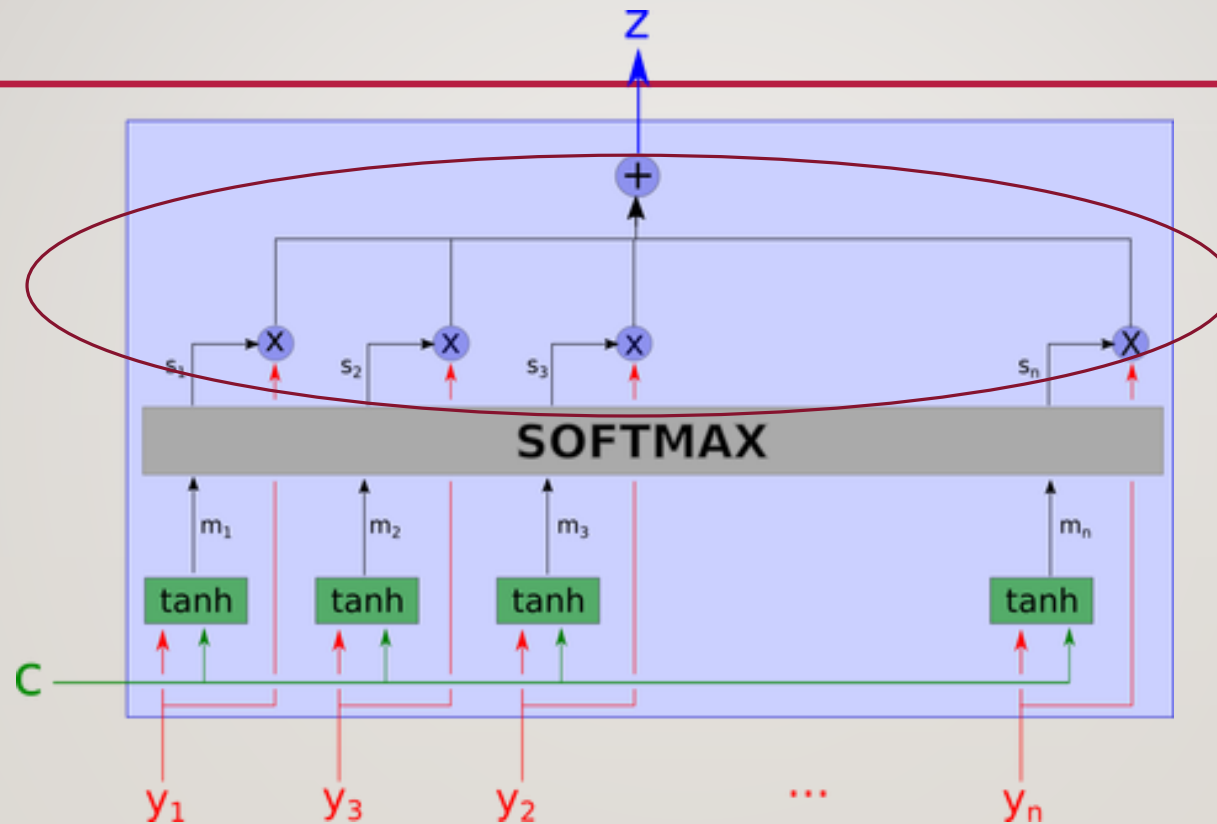 Z
+
x x x x
s₁ s₂ s₃ sₙ
SOFTMAX
m₁ m₂ m₃ mₙ
tanh tanh tanh tanh
C
y₁ y₃ y₂ ... yₙ